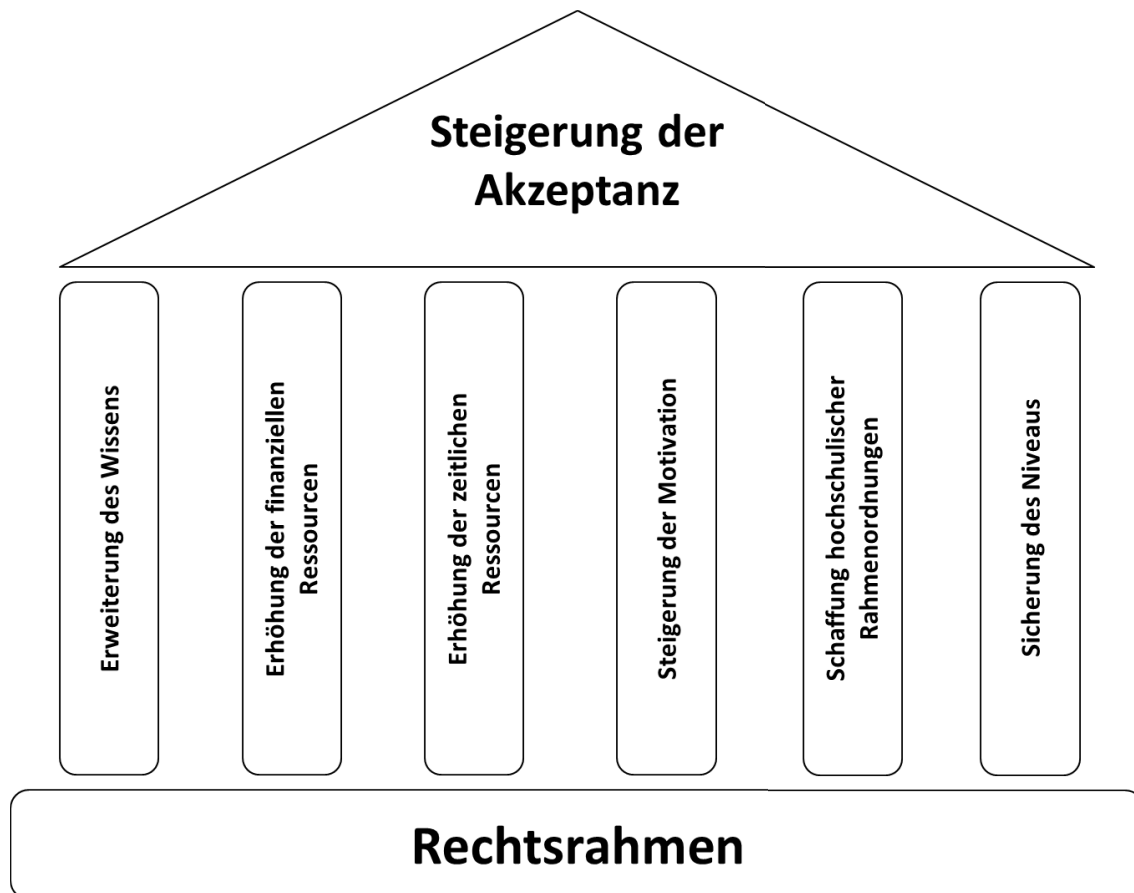 Steigerung der
Akzeptanz
Erweiterung des Wissens
Erhöhung der finanziellen
Ressourcen
Erhöhung der zeitlichen
Ressourcen
Steigerung der Motivation
Schaffung hochschulischer
Rahmenordnungen
Sicherung des Niveaus
Rechtsrahmen